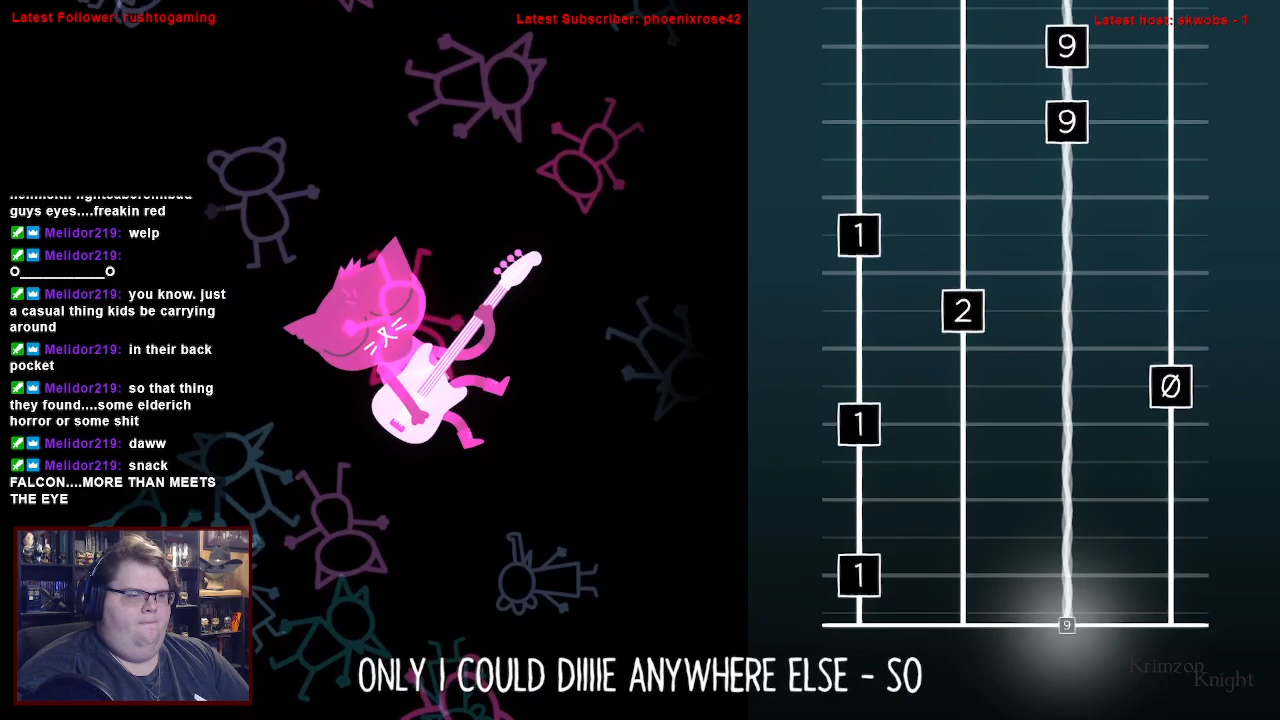 Latest Follower: rushtogaming
Latest Subscriber: phoenixrose42
Latest host: skwobs - 1
guys eyes....freakin red
Melidor219: welp
Melidor219:
O___________O
Melidor219: you know. just
a casual thing kids be carrying
around
Melidor219: in their back
pocket
Melidor219: so that thing
they found....some elderich
horror or some shit
Melidor219: daww
Melidor219: snack
FALCON....MORE THAN MEETS
THE EYE
9
9
1
2
Ø
1
1
9
ONLY I COULD DIIIIE ANYWHERE ELSE - SO
Krimzon
Knight